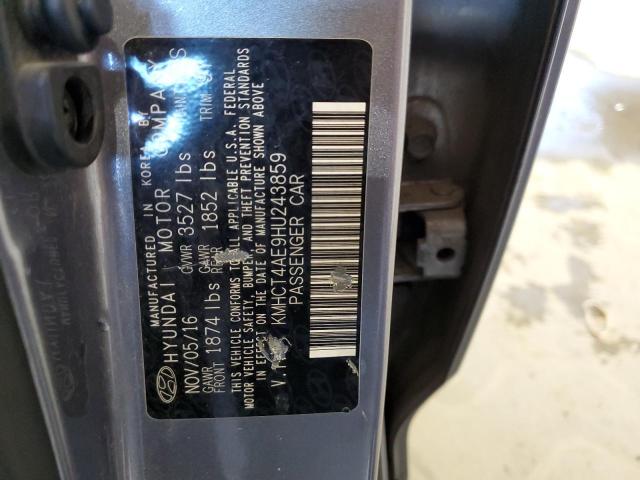 MANUFACTURED IN KOREA BY
HYUNDAI MOTOR COMPANY
NOV/05/16 GVWR 3527 lbs
GAWR FRONT 1874 lbs GAWR REAR 1852 lbs TRIM
THIS VEHICLE CONFORMS TO ALL APPLICABLE U.S.A. FEDERAL
MOTOR VEHICLE SAFETY, BUMPER, AND THEFT PREVENTION STANDARDS
IN EFFECT ON THE DATE OF MANUFACTURE SHOWN ABOVE
KMHCT4AE9HU243859
PASSENGER CAR